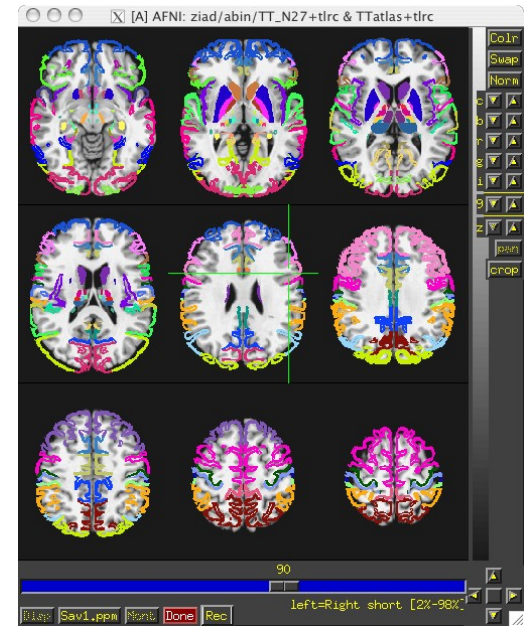 [A] AFNI: ziad/abin/TT_N27+tlrc & TTatlas+tlrc
Colr
Swap
Norm
c
b
r
g
i
9
z
pan
crop
90
left=Right short [2%-98%]
Disp Sav1.ppm Mont Done Rec